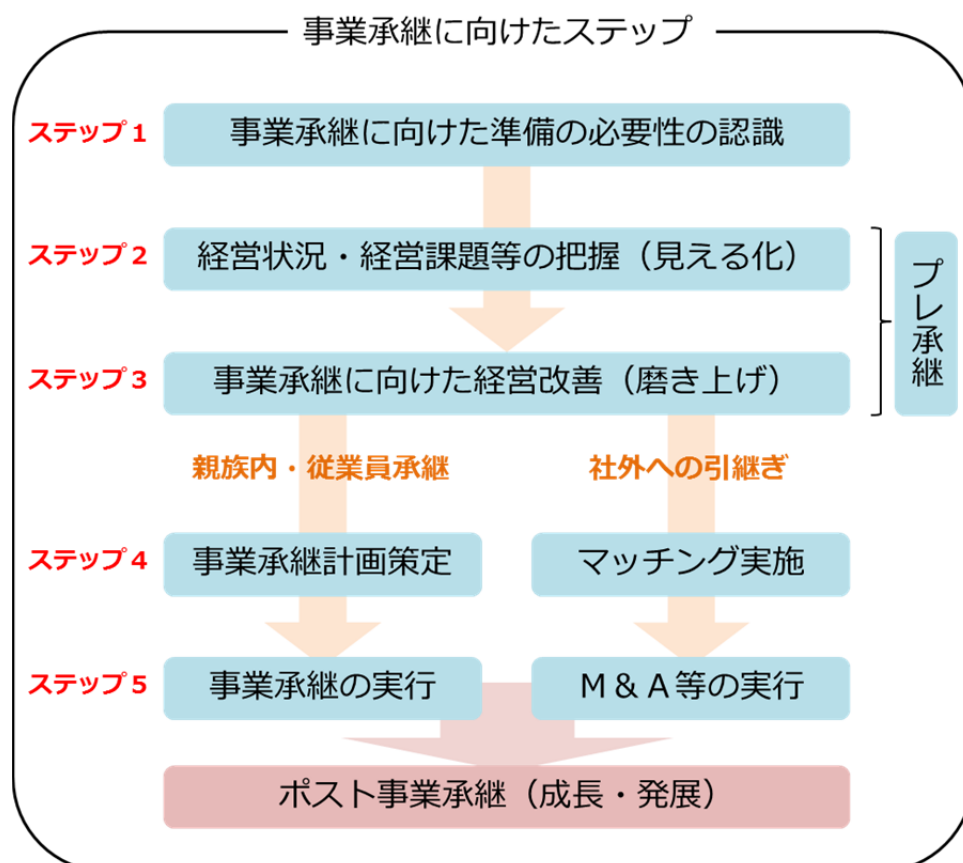 事業承継に向けたステップ
ステップ1
事業承継に向けた準備の必要性の認識
ステップ2
経営状況・経営課題等の把握（見える化）
プレ承継
ステップ3
事業承継に向けた経営改善（磨き上げ）
親族内・従業員承継
社外への引継ぎ
ステップ4
事業承継計画策定
マッチング実施
ステップ5
事業承継の実行
Ｍ＆Ａ等の実行
ポスト事業承継（成長・発展）